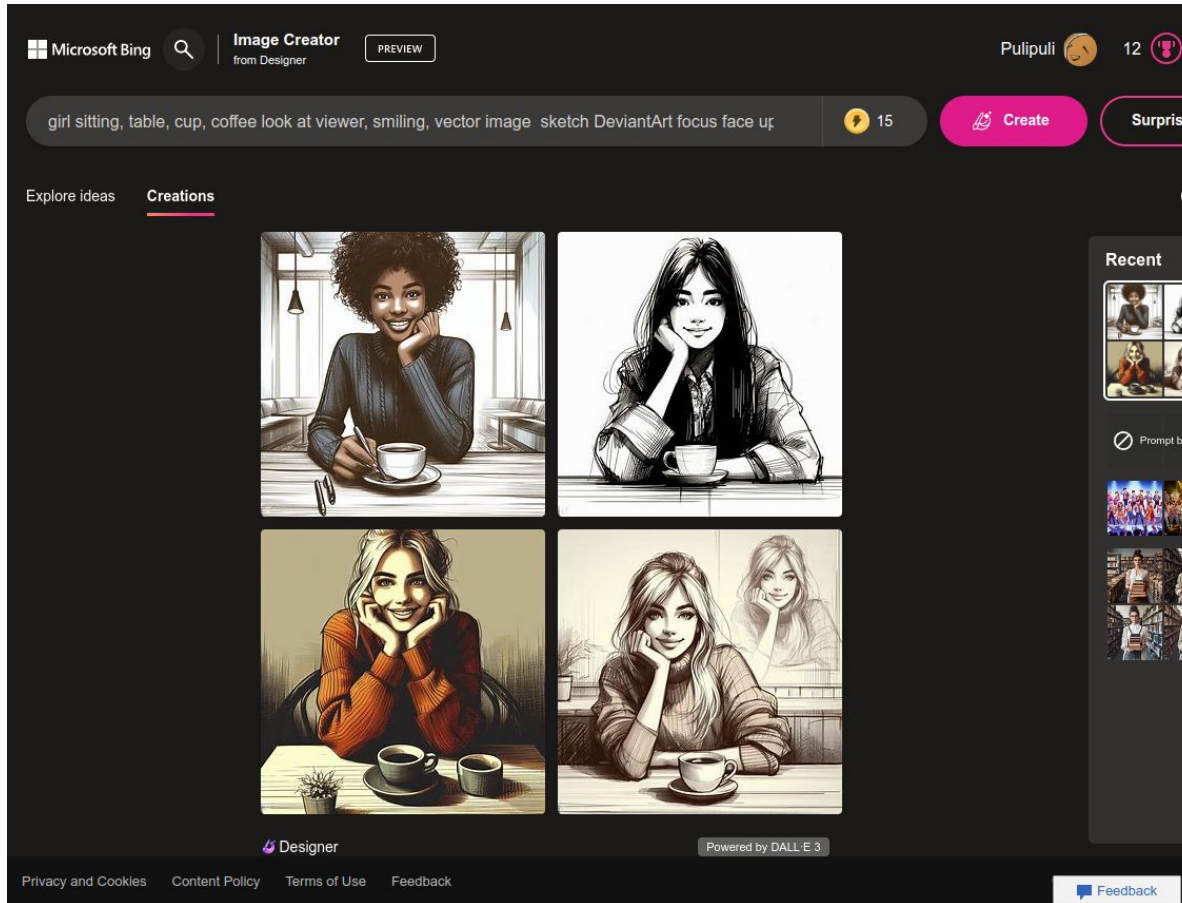 Microsoft Bing
Image Creator
from Designer
PREVIEW
Pulipuli
12
girl sitting, table, cup, coffee look at viewer, smiling, vector image sketch DeviantArt focus face up
15
Create
Surpris
Explore ideas
Creations
Recent
Prompt b
Designer
Powered by DALL·E 3
Privacy and Cookies
Content Policy
Terms of Use
Feedback
Feedback